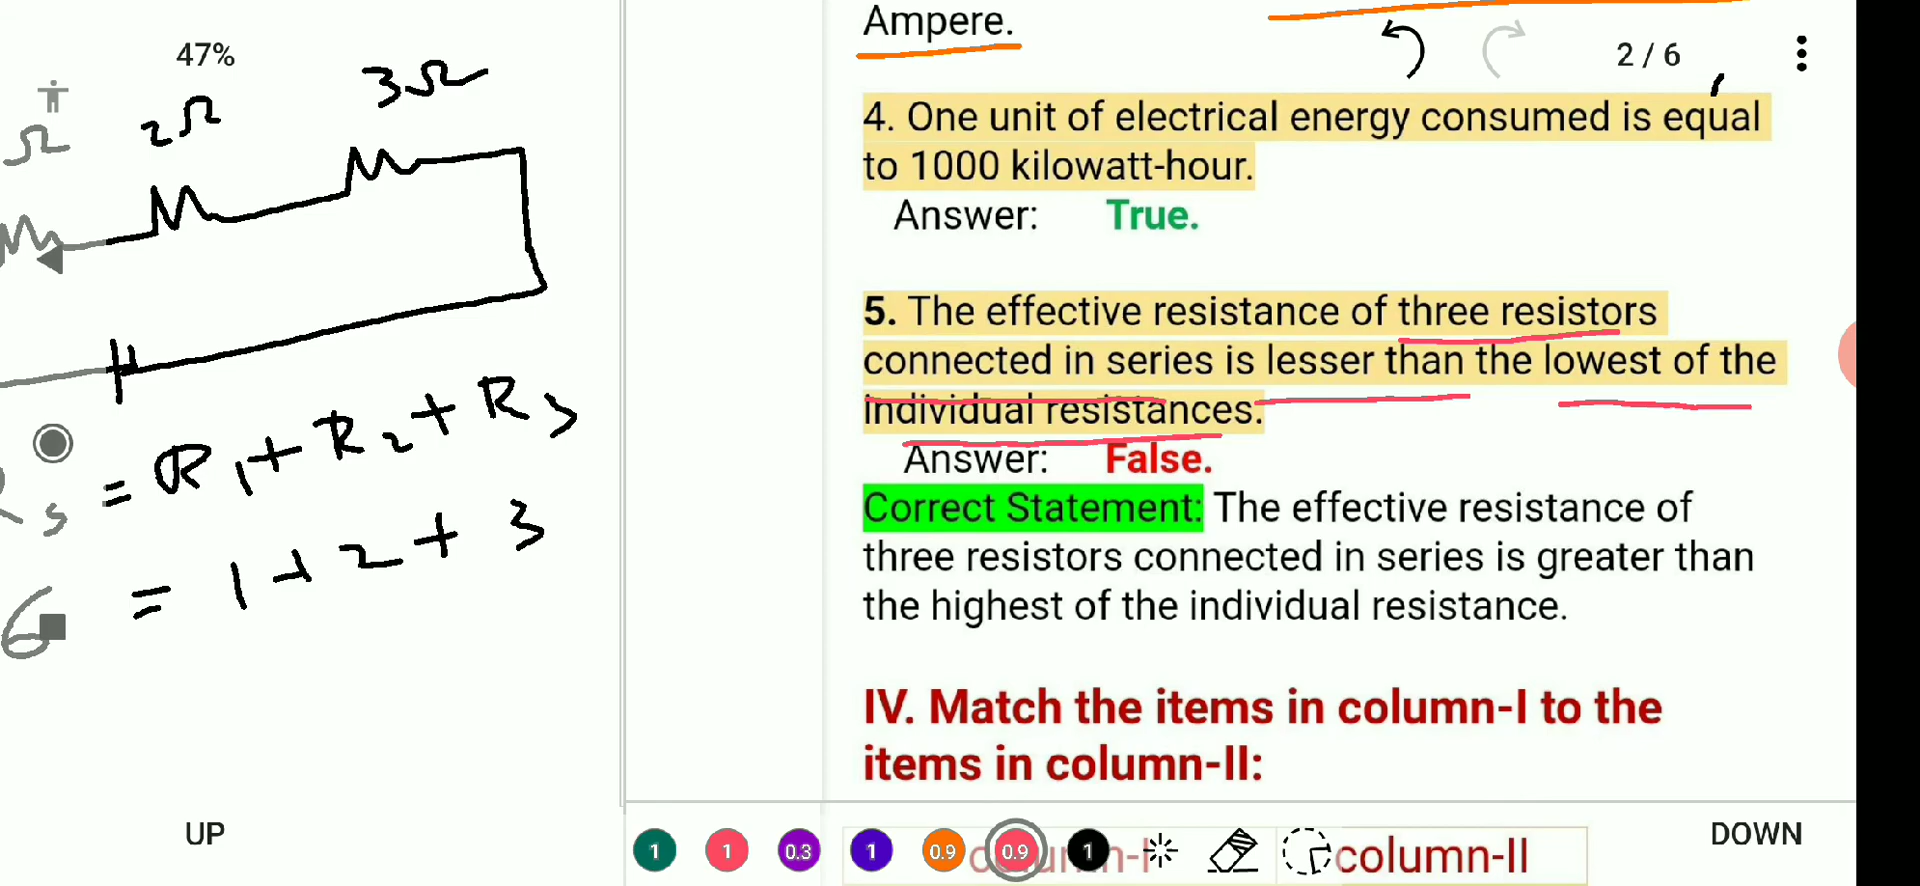 47%
Ω 2Ω 3Ω
= R1 + R2 + R3
= 1 + 2 + 3
6
UP
Ampere.
2 / 6
4. One unit of electrical energy consumed is equal
to 1000 kilowatt-hour.
Answer: True.
5. The effective resistance of three resistors
connected in series is lesser than the lowest of the
individual resistances.
Answer: False.
Correct Statement: The effective resistance of
three resistors connected in series is greater than
the highest of the individual resistance.
IV. Match the items in column-I to the
items in column-II:
1 1 0.3 1 0.9 0.9 1
column-I column-II
DOWN